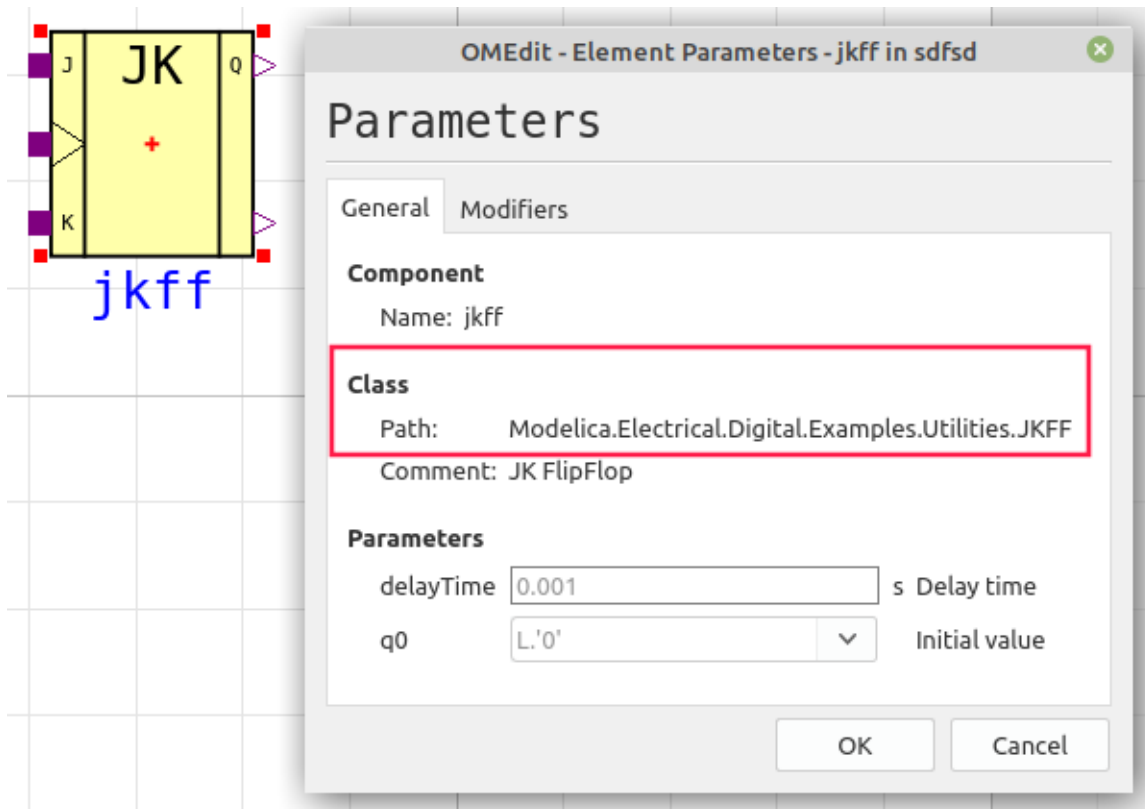 J
JK
Q
K
jkff
OMEdit - Element Parameters - jkff in sdfsd
Parameters
General Modifiers
Component
Name: jkff
Class
Path: Modelica.Electrical.Digital.Examples.Utilities.JKFF
Comment: JK FlipFlop
Parameters
delayTime 0.001 s Delay time
q0 L.'0' Initial value
OK Cancel